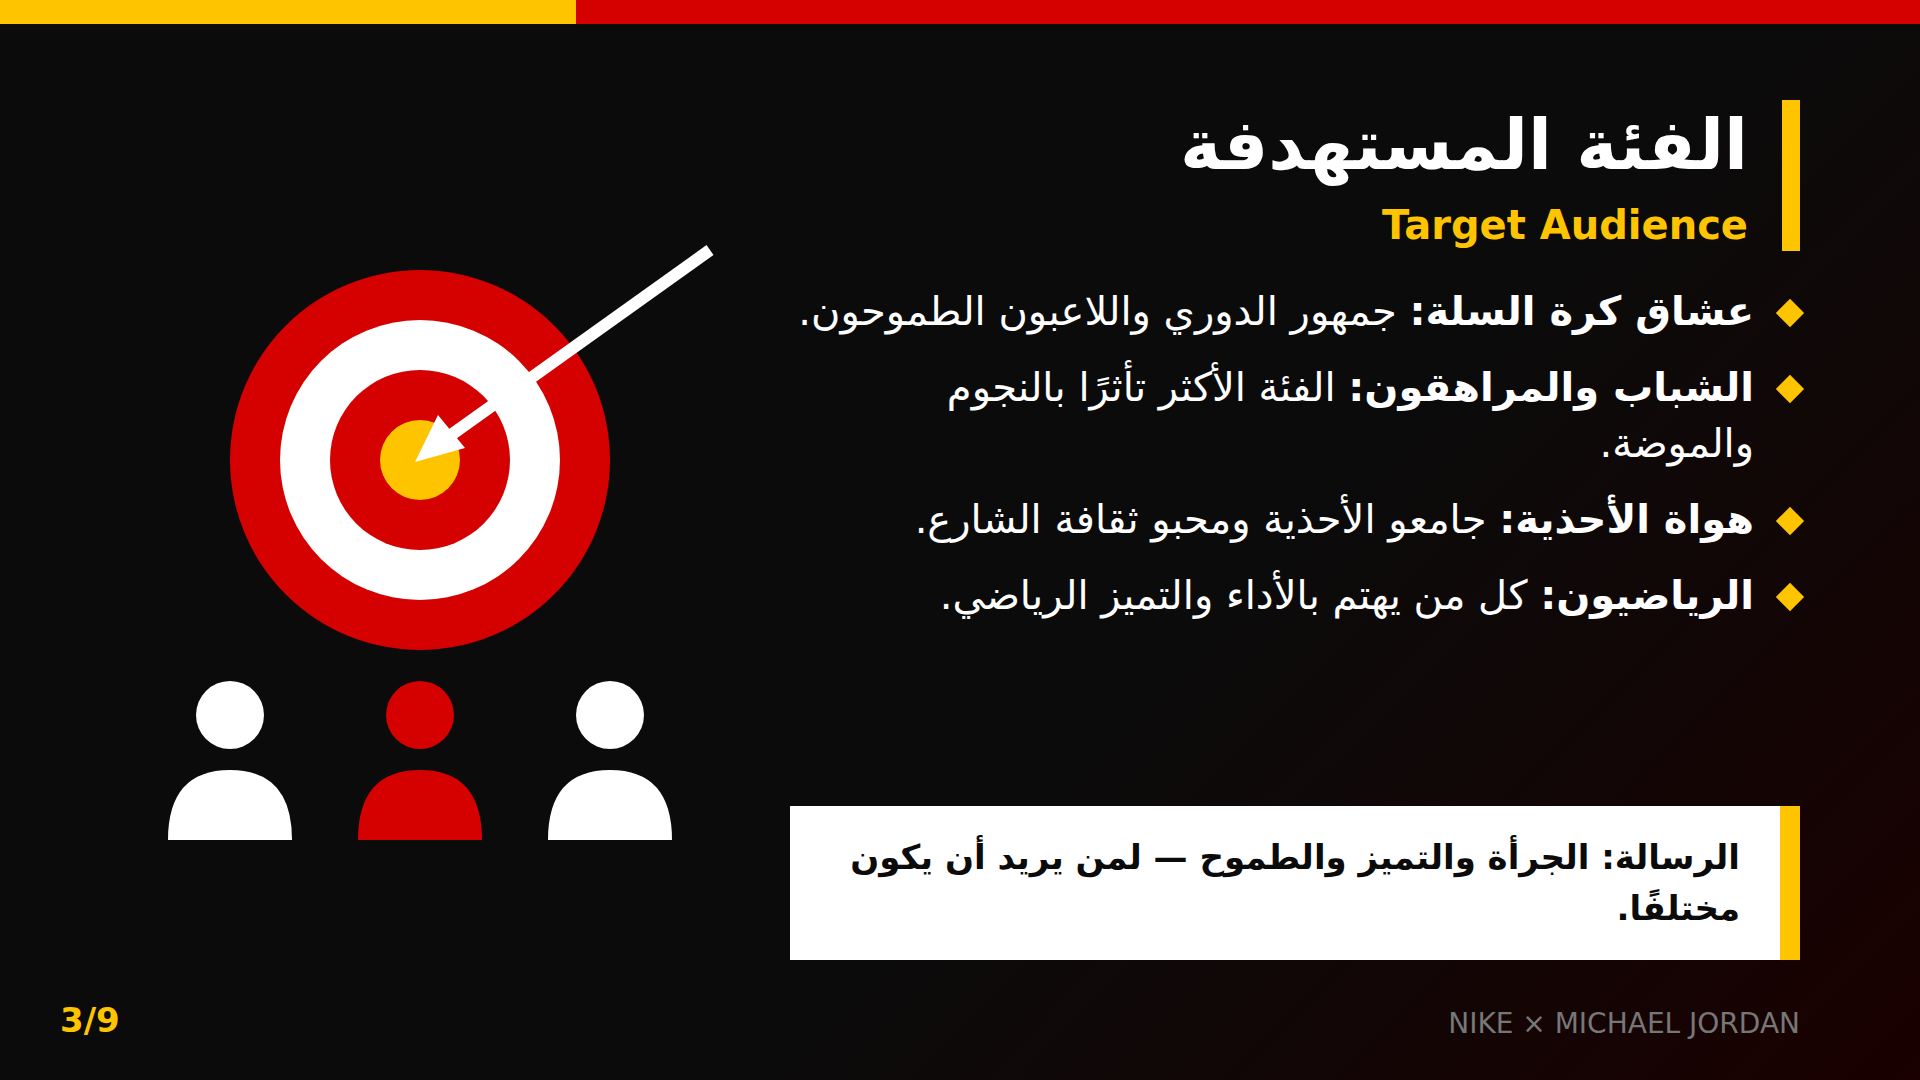 الفئة المستهدفة
Target Audience
عشاق كرة السلة: جمهور الدوري واللاعبون الطموحون.
الشباب والمراهقون: الفئة الأكثر تأثرًا بالنجوم
والموضة.
هواة الأحذية: جامعو الأحذية ومحبو ثقافة الشارع.
الرياضيون: كل من يهتم بالأداء والتميز الرياضي.
الرسالة: الجرأة والتميز والطموح — لمن يريد أن يكون
مختلفًا.
3/9
NIKE × MICHAEL JORDAN